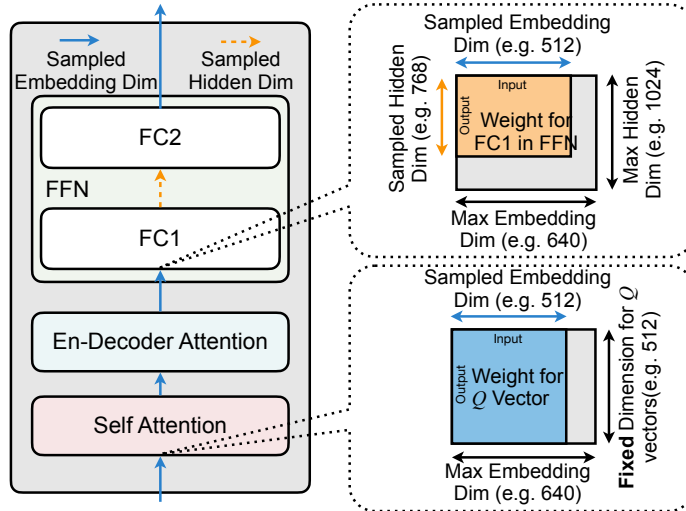 Sampled
Embedding Dim
Sampled
Hidden Dim
FC2
FFN
FC1
En-Decoder Attention
Self Attention
Sampled Embedding
Dim (e.g. 512)
Sampled Hidden
Dim (e.g. 768)
Input
Output
Weight for
FC1 in FFN
Max Hidden
Dim (e.g. 1024)
Max Embedding
Dim (e.g. 640)
Sampled Embedding
Dim (e.g. 512)
Input
Output
Weight for
Q Vector
Fixed Dimension for Q
vectors(e.g. 512)
Max Embedding
Dim (e.g. 640)